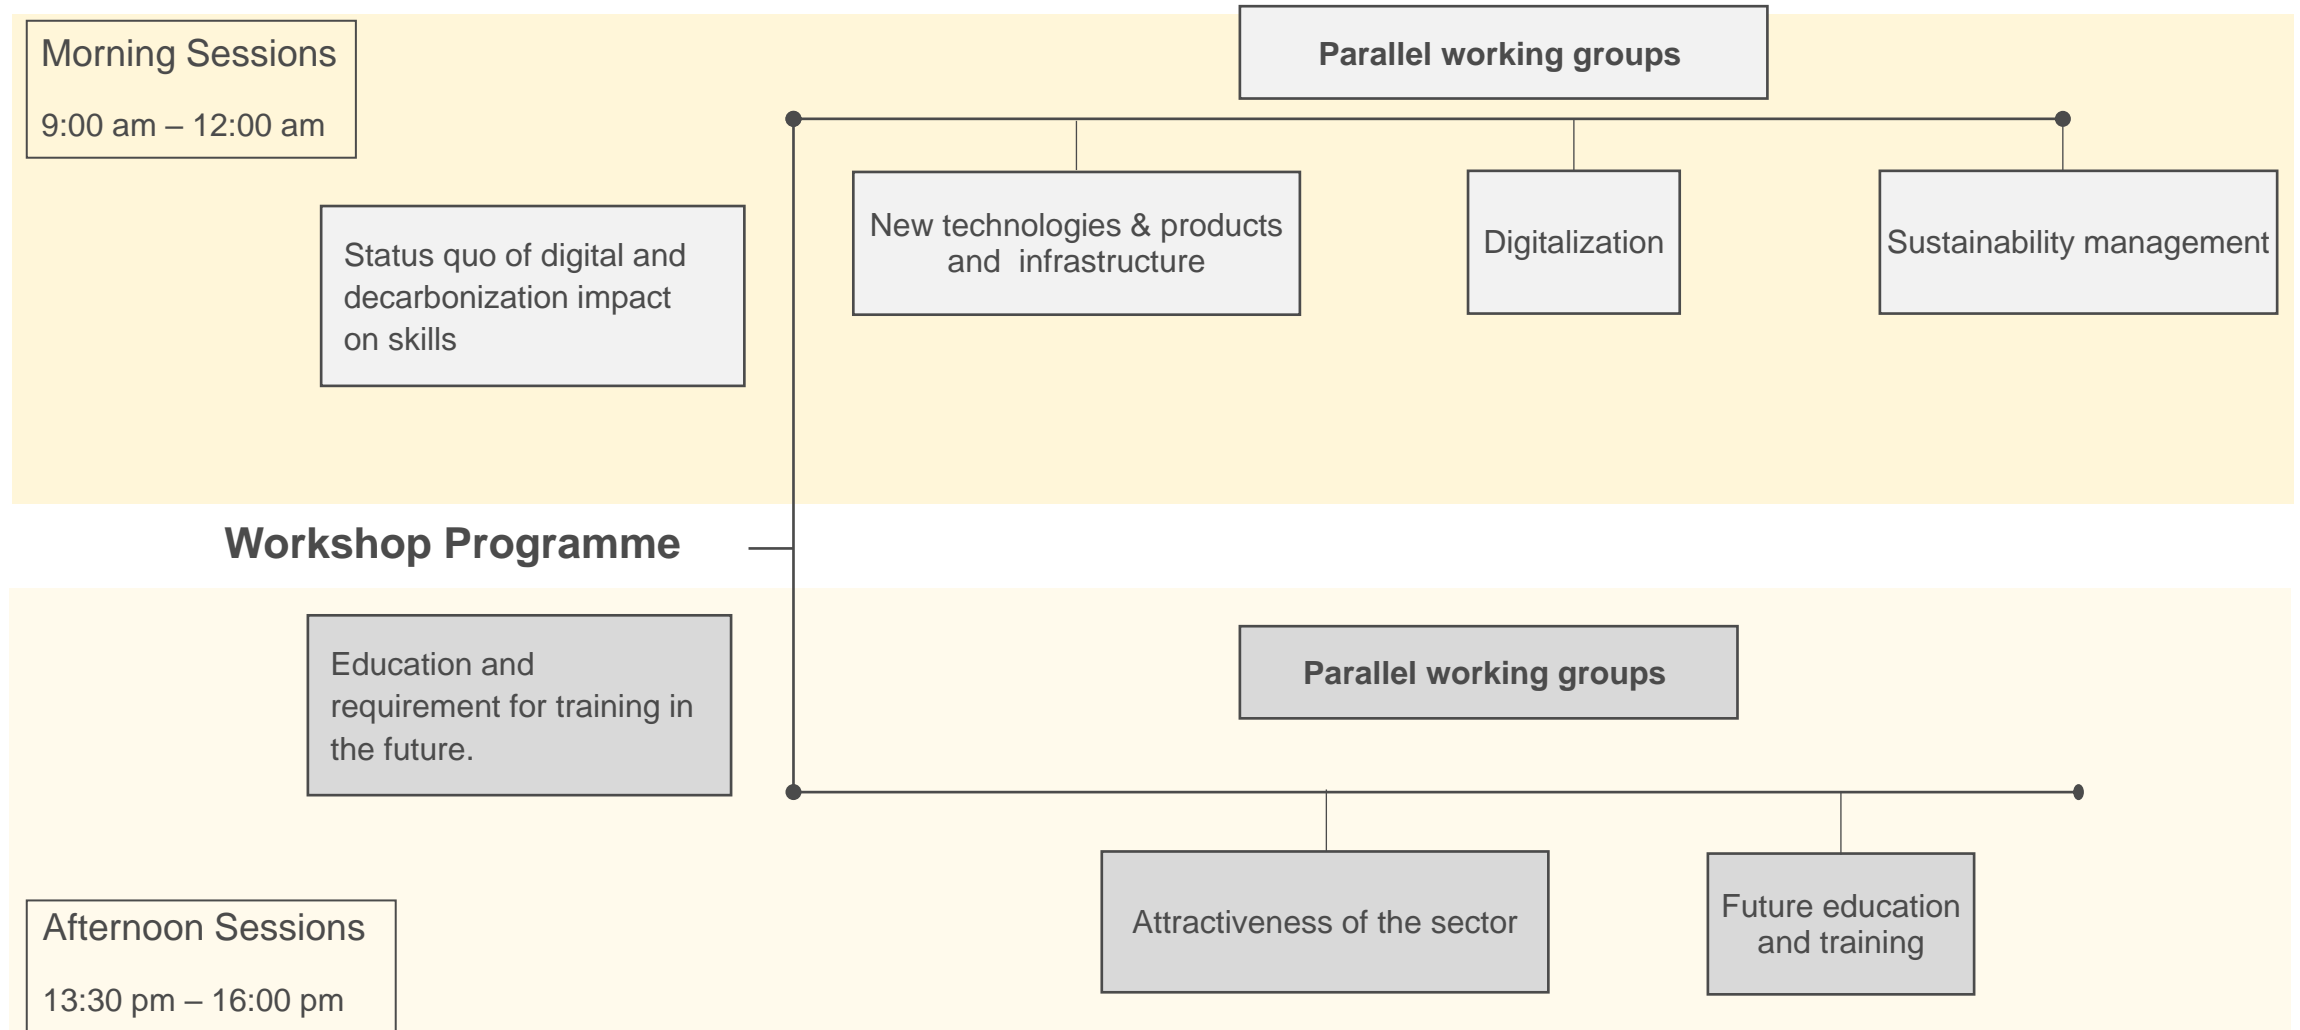 Morning Sessions
9:00 am – 12:00 am
Parallel working groups
Status quo of digital and
decarbonization impact
on skills
New technologies & products
and infrastructure
Digitalization
Sustainability management
Workshop Programme
Education and
requirement for training in
the future.
Parallel working groups
Attractiveness of the sector
Future education
and training
Afternoon Sessions
13:30 pm – 16:00 pm